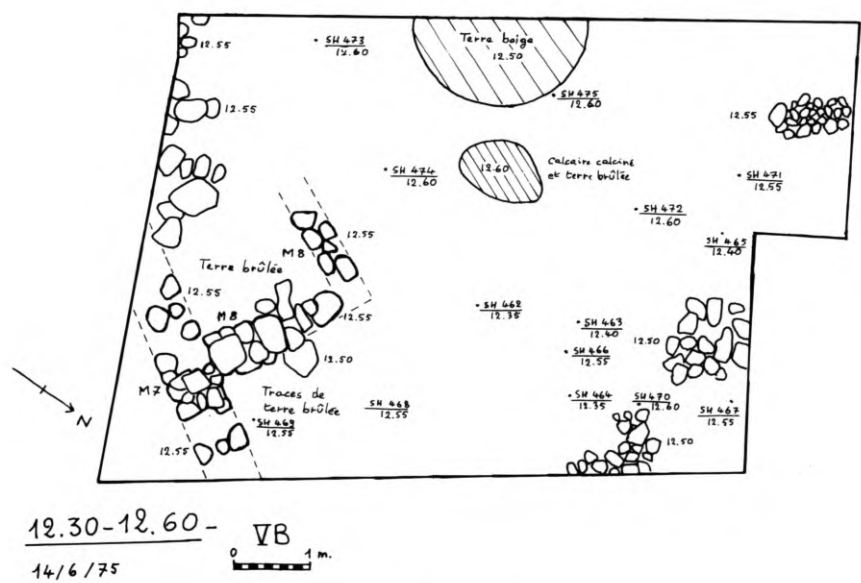 12.55
SH 473
12.60
Terre beige
12.50
SH 475
12.60
12.55
12.55
SH 474
12.60
12.60
Calcaire calciné
et terre brûlée
SH 471
12.55
SH 472
12.60
SH 465
12.40
12.55
M8
Terre brûlée
12.55
M8
12.55
SH 462
12.35
SH 463
12.40
12.50
SH 466
12.55
12.50
M7
Traces de
terre brûlée
SH 468
12.55
SH 464
12.35
SH 470
12.60
SH 467
12.55
SH 469
12.55
12.55
12.50
N
12.30-12.60-
VB
14/6/75
0 1 m.